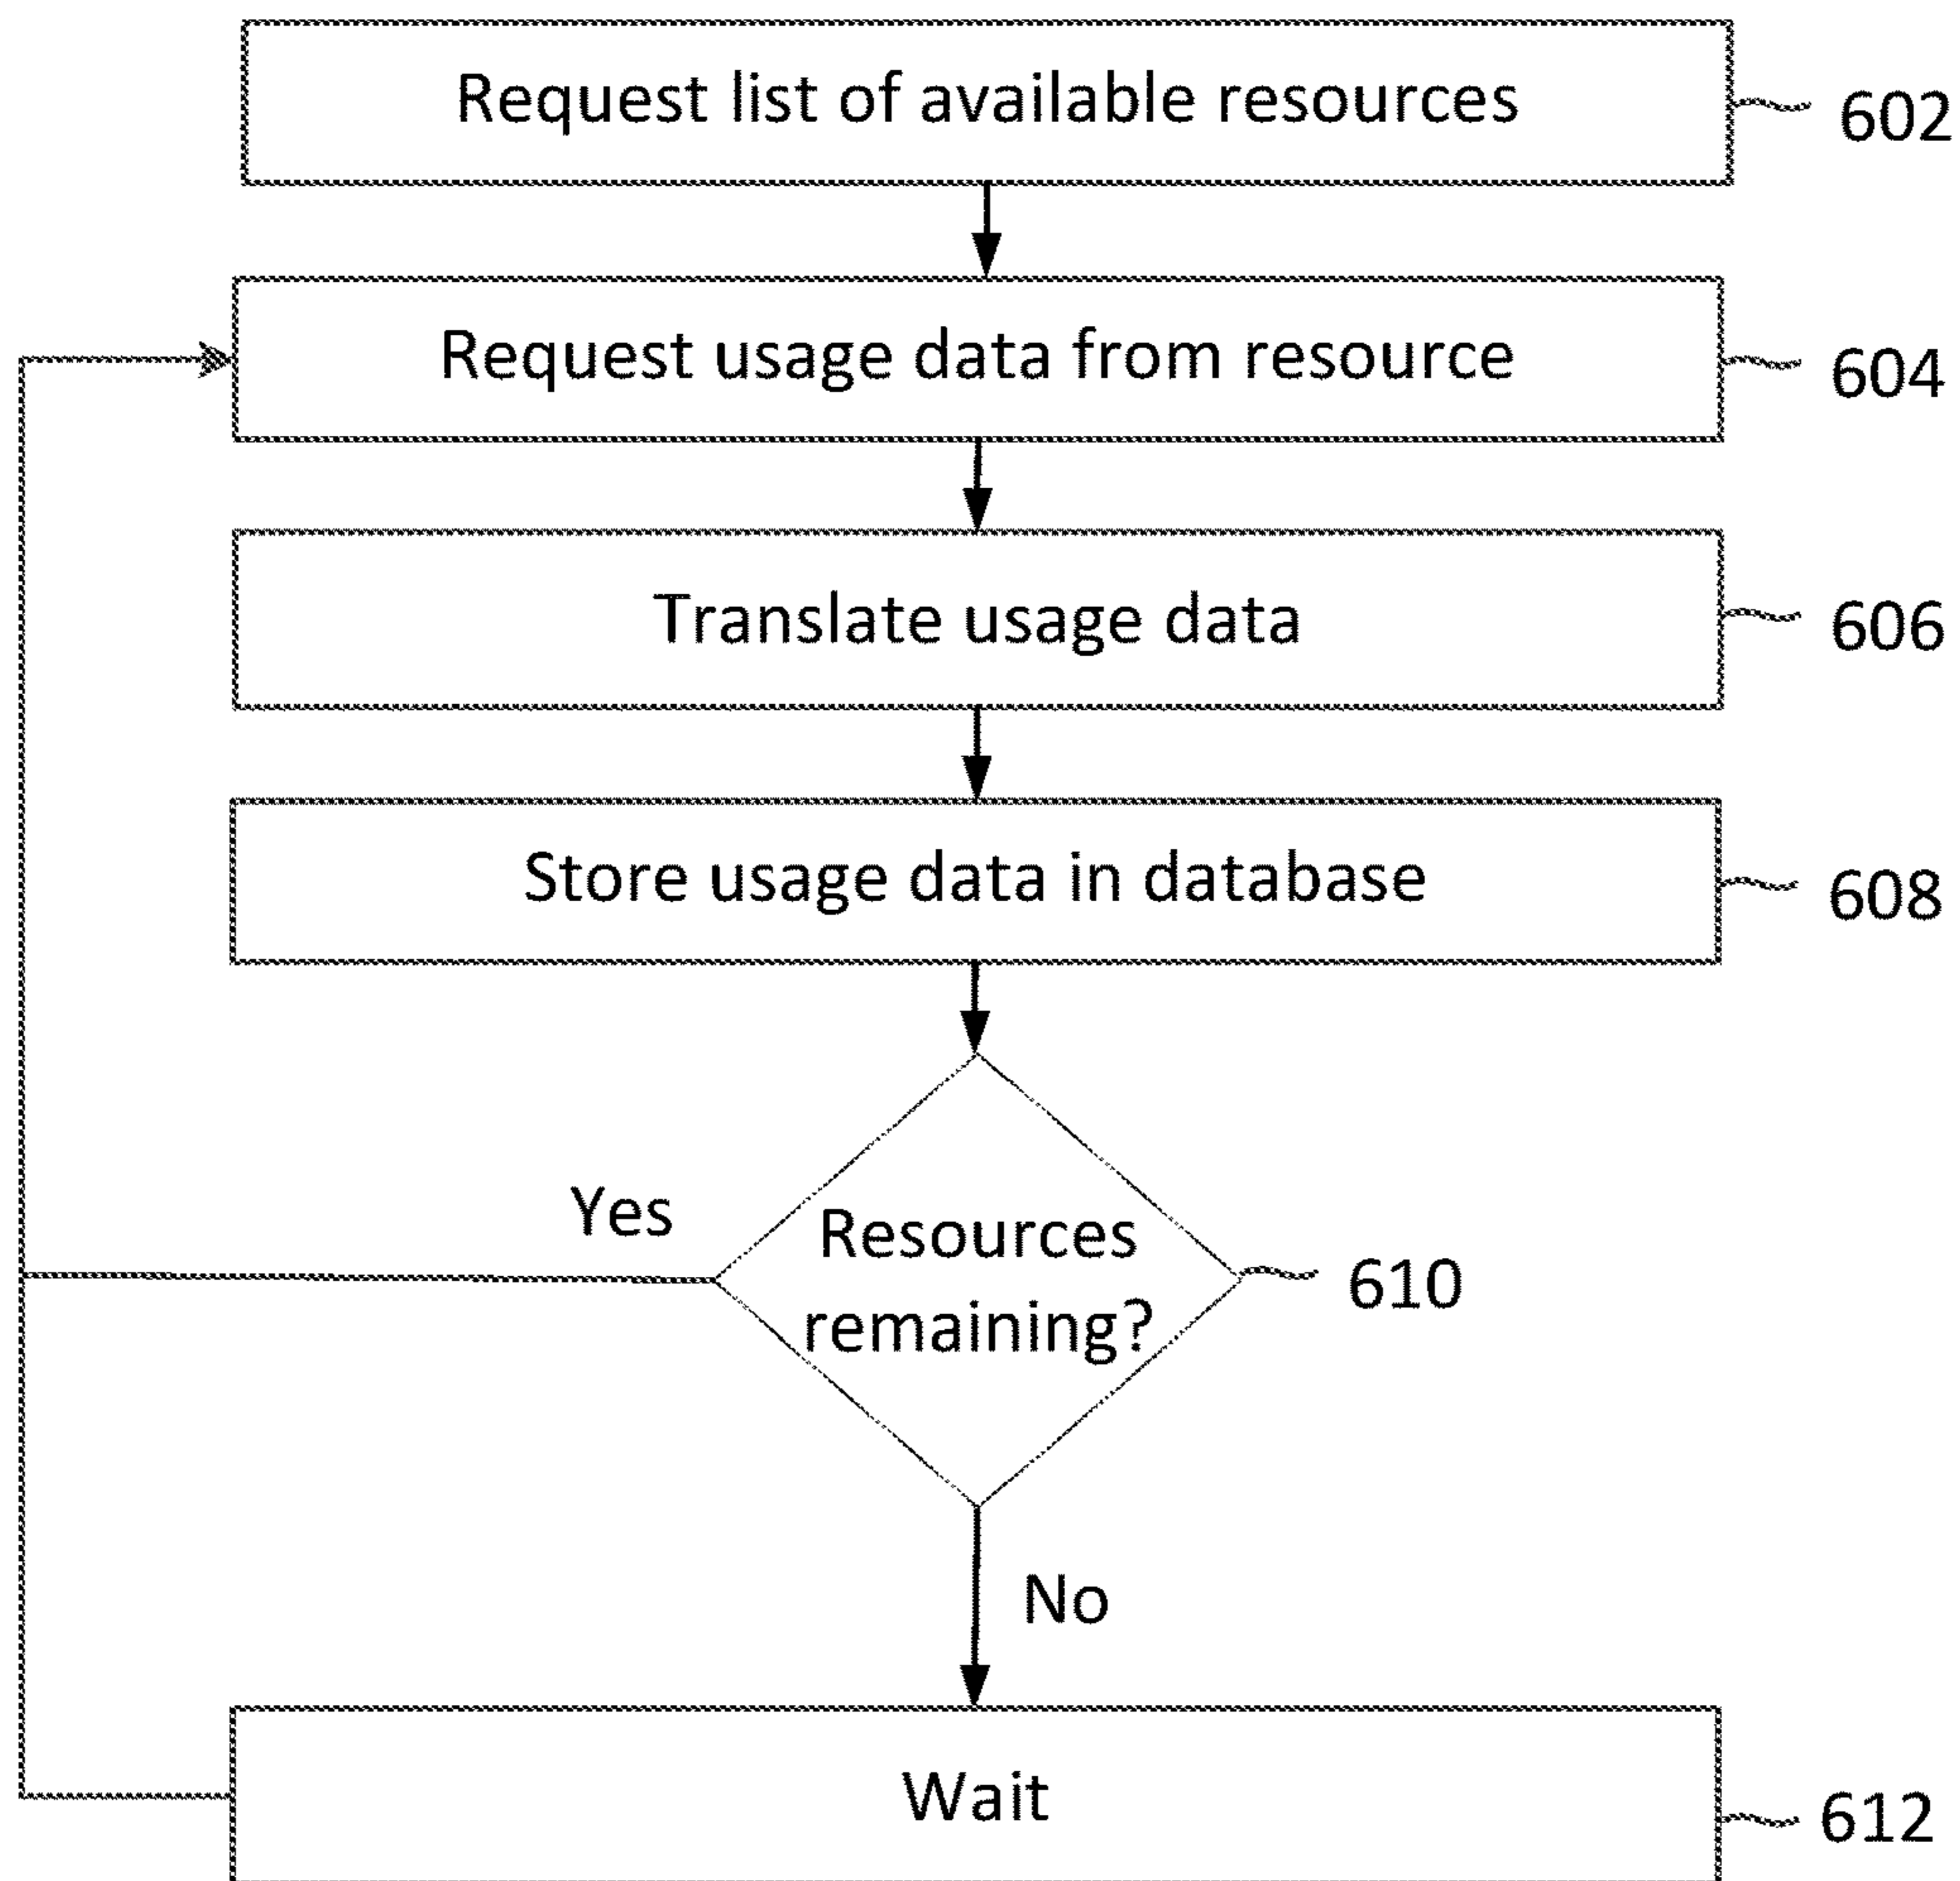 Request list of available resources
602
Request usage data from resource
604
Translate usage data
606
Store usage data in database
608
Yes
Resources
remaining?
610
No
Wait
612